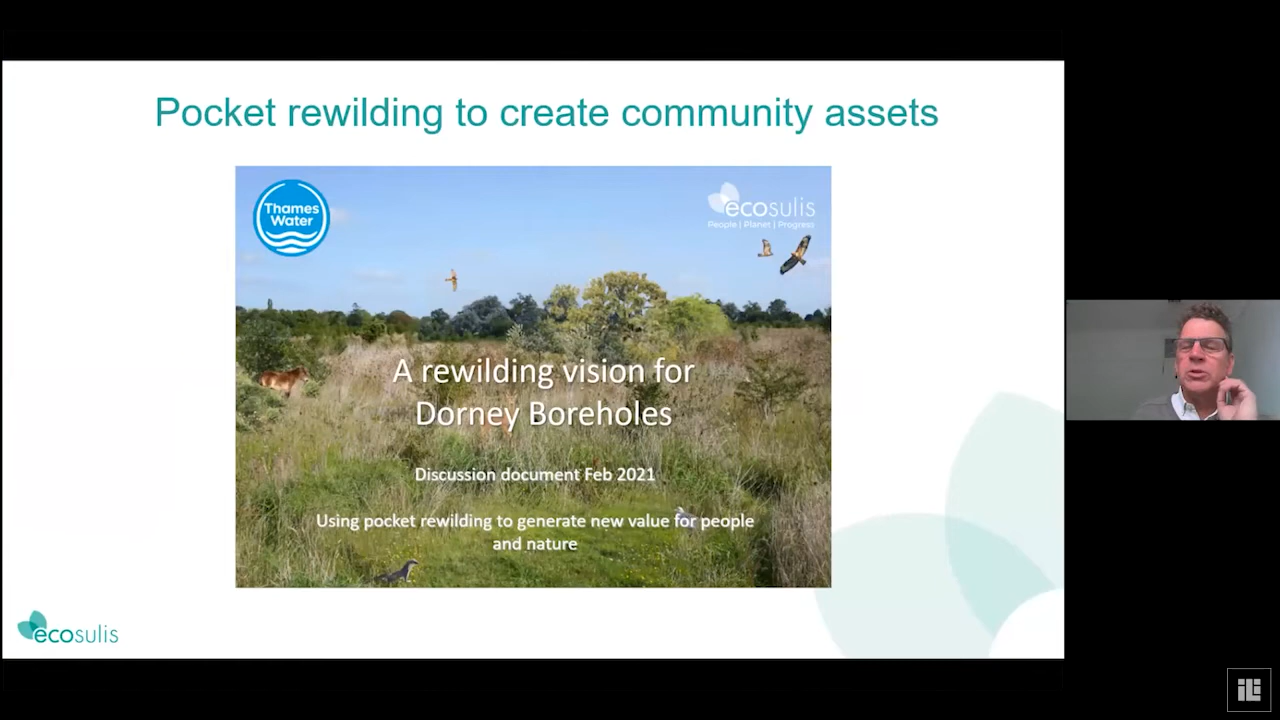 Pocket rewilding to create community assets
Thames
Water
ecosulis
People | Planet | Progress
A rewilding vision for
Dorney Boreholes
Discussion document Feb 2021
Using pocket rewilding to generate new value for people
and nature
ecosulis